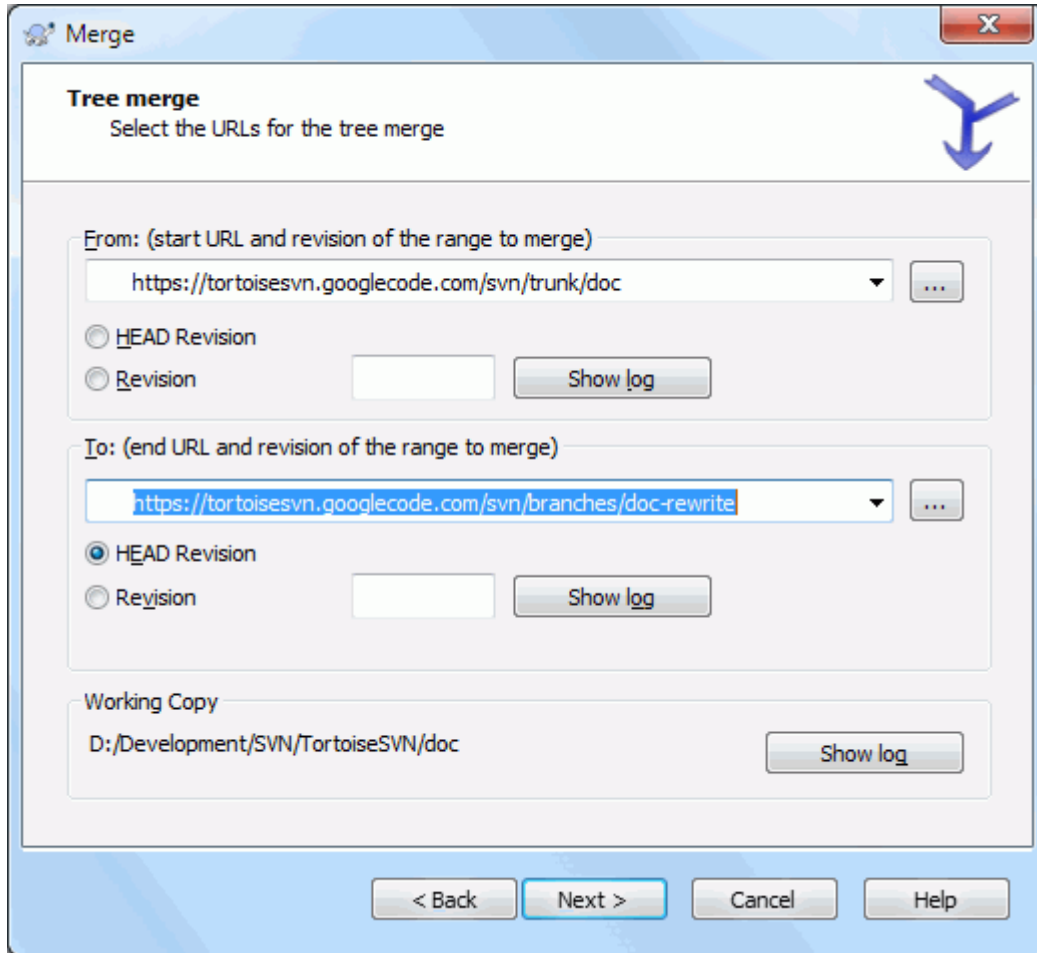 Merge
Tree merge
Select the URLs for the tree merge
From: (start URL and revision of the range to merge)
https://tortoisesvn.googlecode.com/svn/trunk/doc
...
HEAD Revision
Revision
Show log
To: (end URL and revision of the range to merge)
https://tortoisesvn.googlecode.com/svn/branches/doc-rewrite
...
HEAD Revision
Revision
Show log
Working Copy
D:/Development/SVN/TortoiseSVN/doc
Show log
< Back
Next >
Cancel
Help